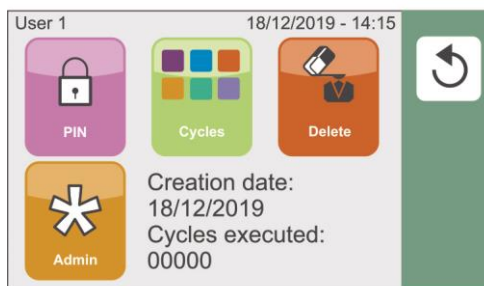 User 1 18/12/2019 - 14:15
PIN Cycles Delete
Admin
Creation date:
18/12/2019
Cycles executed:
00000